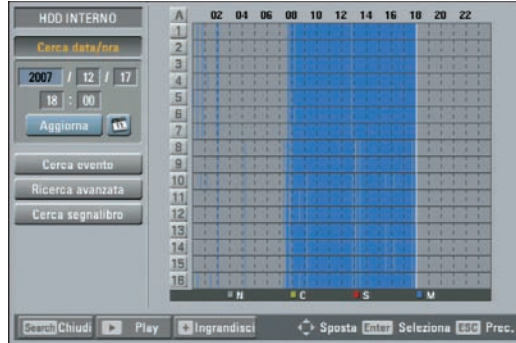 HDD INTERNO
Cerca data/ora
2007 / 12 / 17
18 : 00
Aggiorna
Cerca evento
Ricerca avanzata
Cerca segnalibro
A 02 04 06 08 10 12 14 16 18 20 22
1
2
3
4
5
6
7
8
9
10
11
12
13
14
15
16
N C S M
Search Chiudi Play + Ingrandisci Sposta Enter Seleziona ESC Prec.